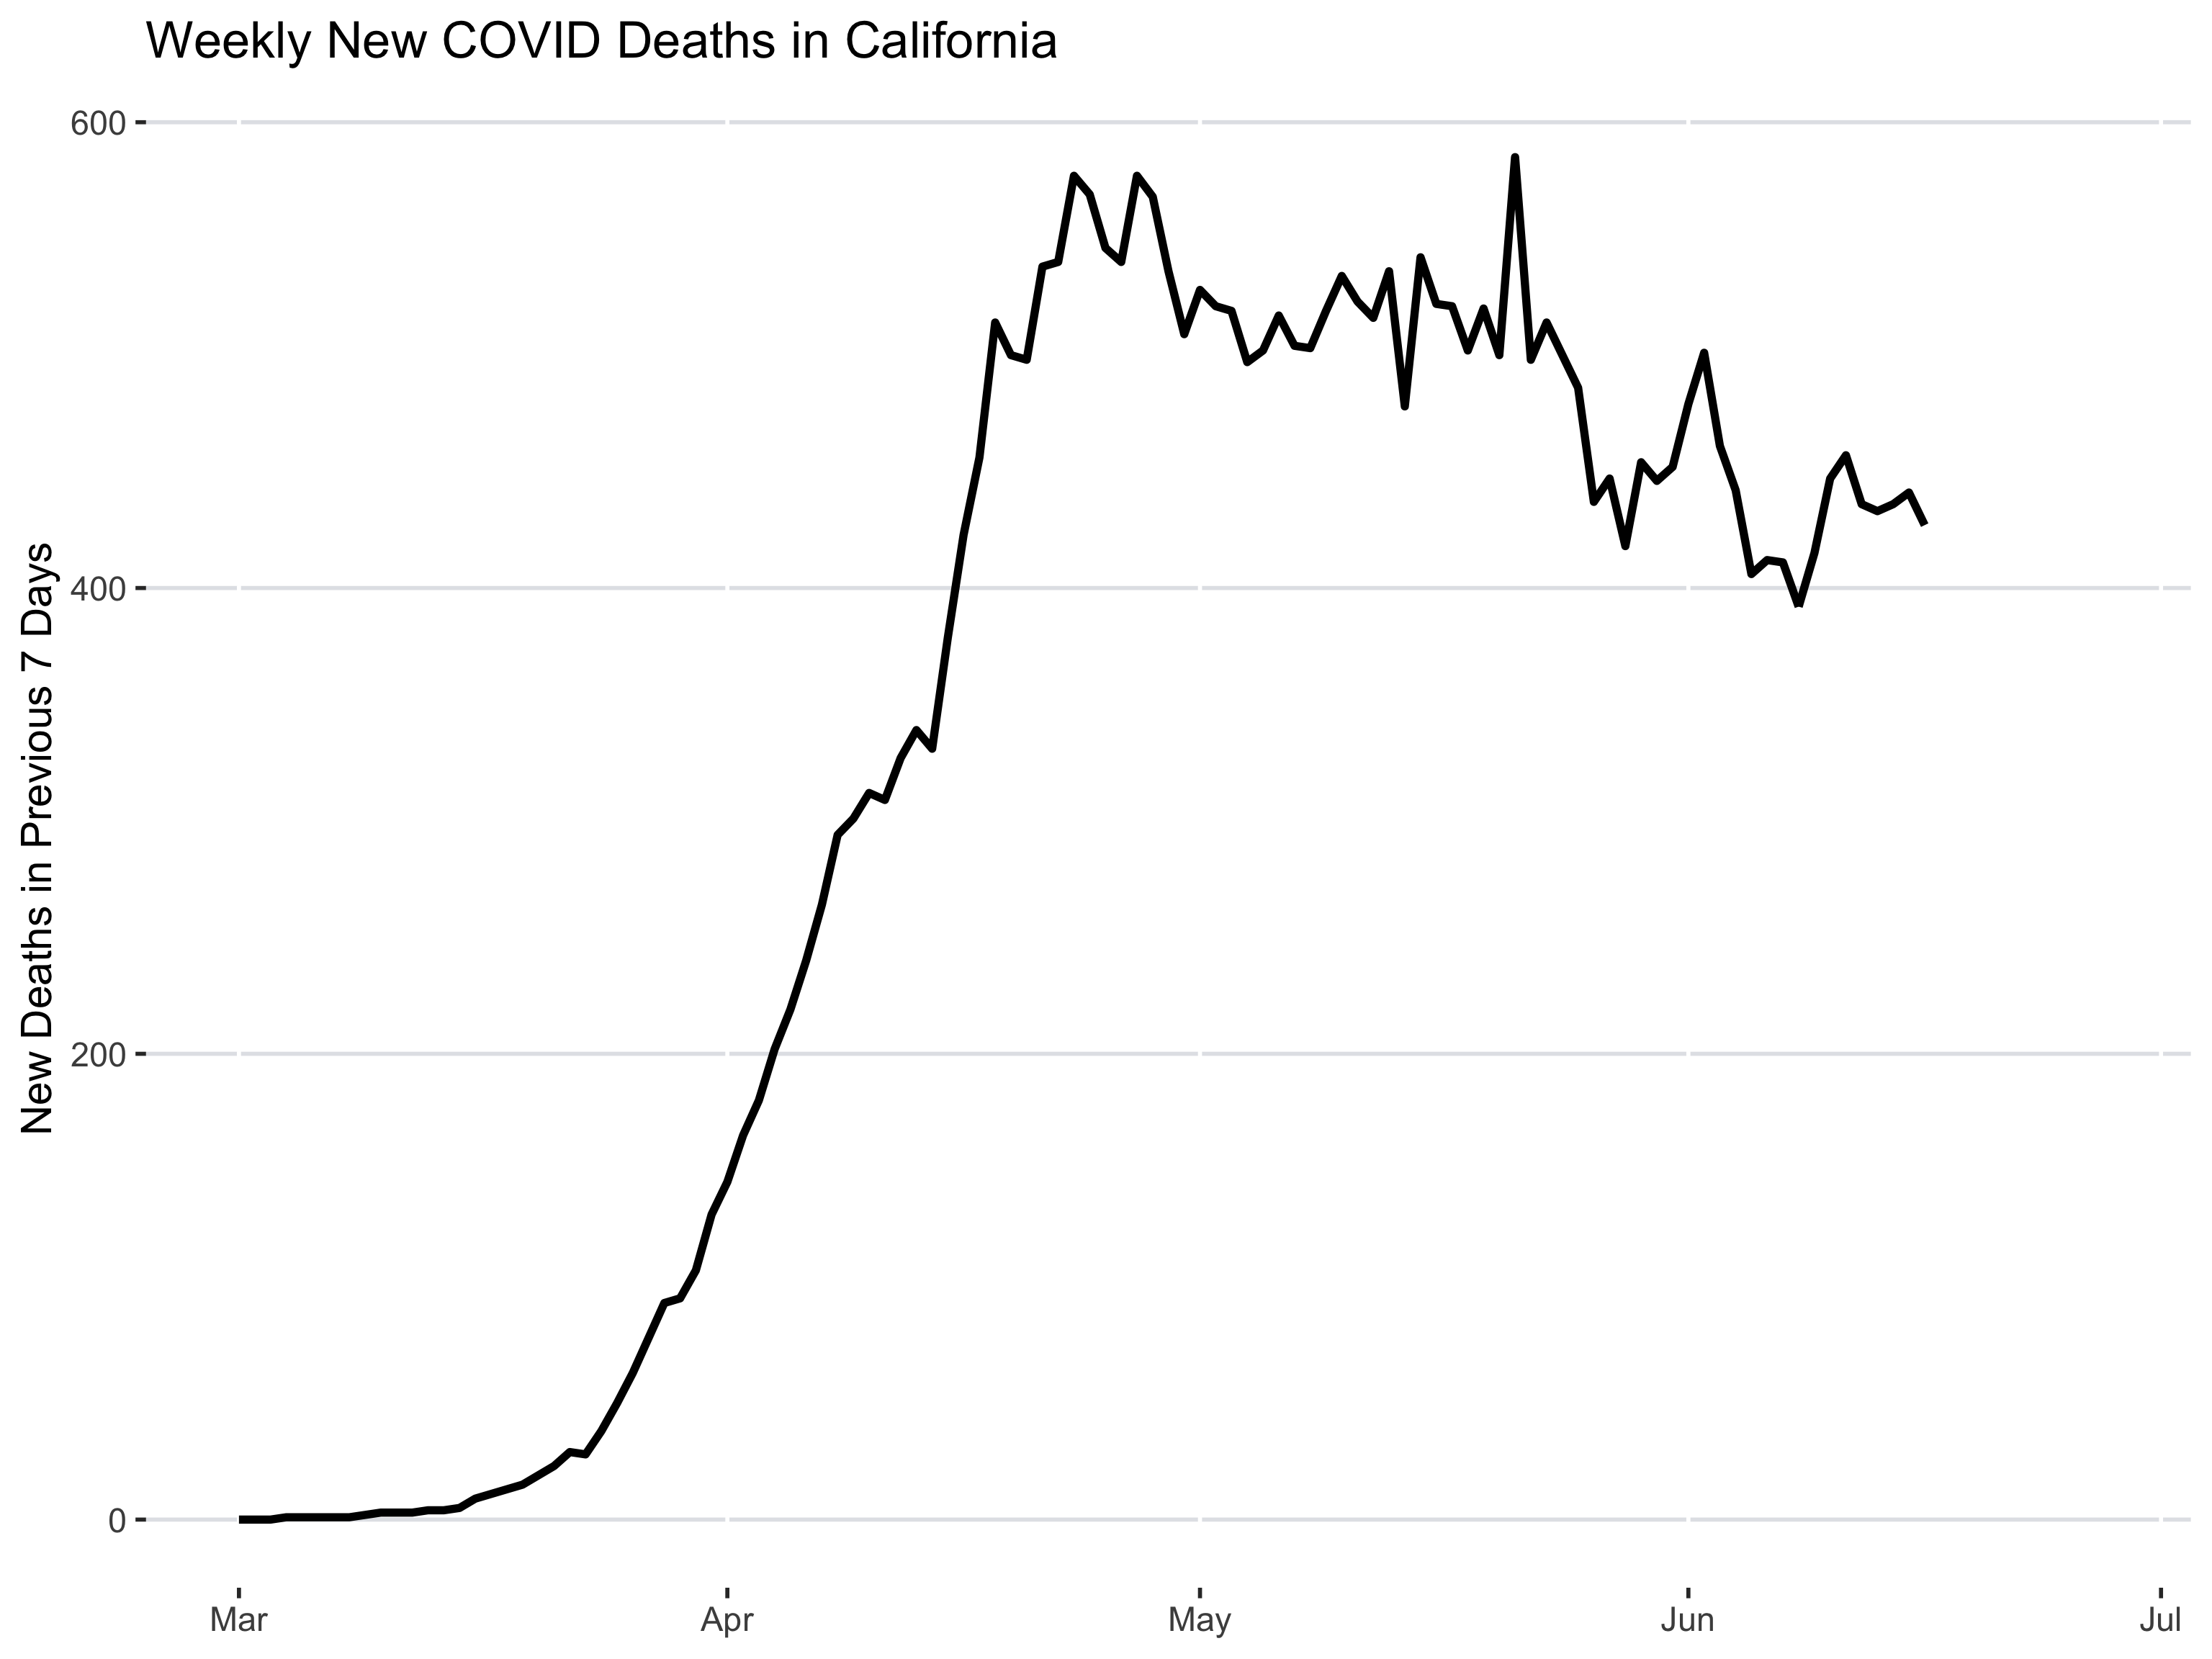 Weekly New COVID Deaths in California
New Deaths in Previous 7 Days
600
400
200
0
Mar
Apr
May
Jun
Jul